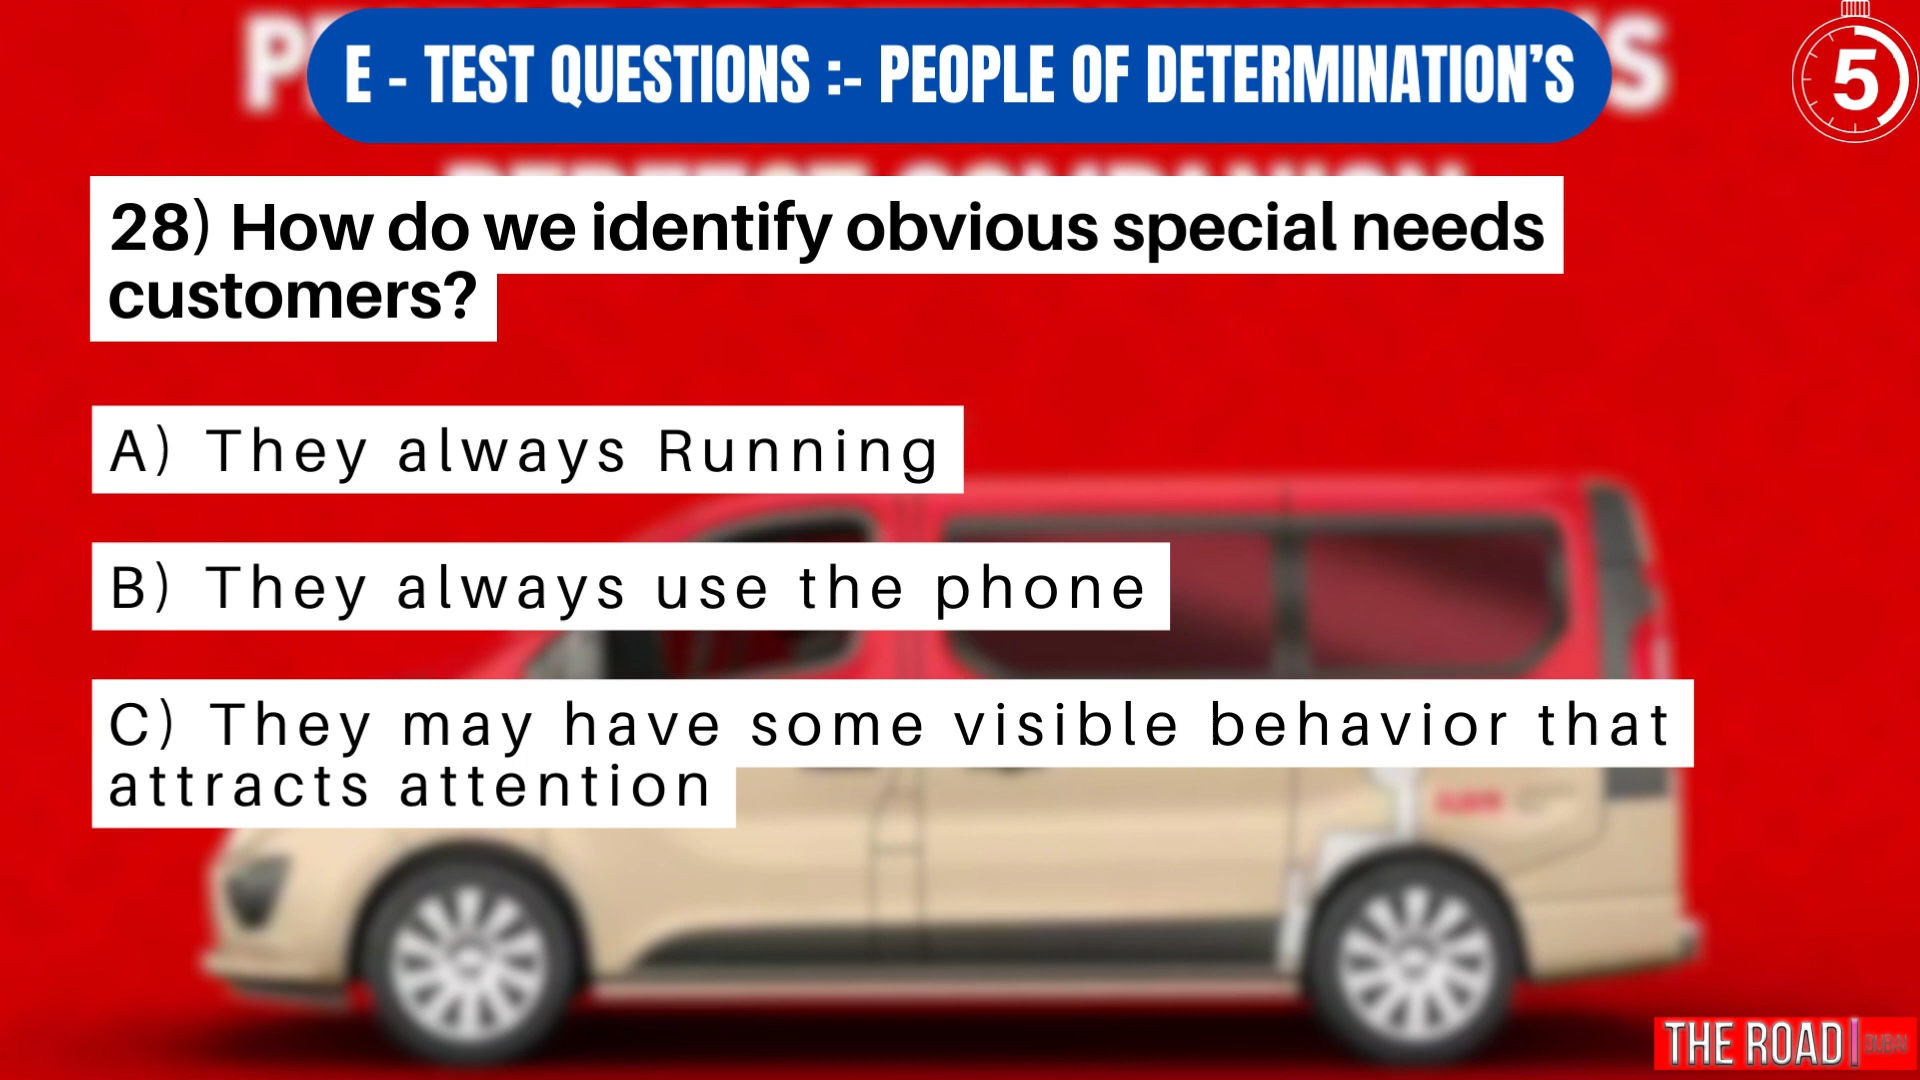 E - TEST QUESTIONS :- PEOPLE OF DETERMINATION'S
5
28) How do we identify obvious special needs
customers?
A) They always Running
B) They always use the phone
C) They may have some visible behavior that
attracts attention
THE ROAD
DUBAI